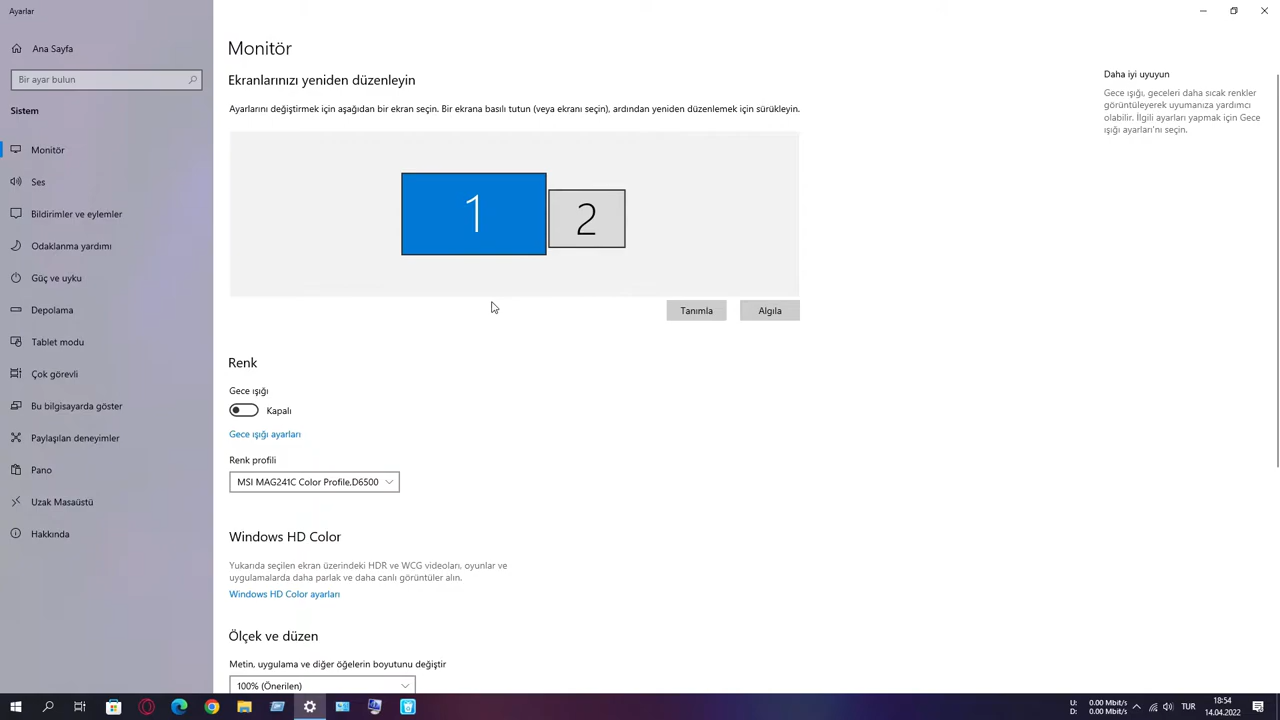 Ayarlar
Ana Sayfa
Bir ayar bulun
Sistem
Monitör
Ses
Bildirimler ve eylemler
Odaklanma yardımı
Güç ve uyku
Depolama
Tablet modu
Çok görevli
Bu bilgisayarda göster
Paylaşılan deneyimler
Pano
Uzak Masaüstü
Hakkında
Monitör
Ekranlarınızı yeniden düzenleyin
Ayarlarını değiştirmek için aşağıdan bir ekran seçin. Bir ekrana basılı tutun (veya ekranı seçin), ardından yeniden düzenlemek için sürükleyin.
1
2
Tanımla
Algıla
Renk
Gece ışığı
Kapalı
Gece ışığı ayarları
Renk profili
MSI MAG241C Color Profile,D6500
Windows HD Color
Yukarıda seçilen ekran üzerindeki HDR ve WCG videoları, oyunlar ve
uygulamalarda daha parlak ve daha canlı görüntüler alın.
Windows HD Color ayarları
Ölçek ve düzen
Metin, uygulama ve diğer öğelerin boyutunu değiştir
100% (Önerilen)
Daha iyi uyuyun
Gece ışığı, geceleri daha sıcak renkler
görüntüleyerek uyumanıza yardımcı
olabilir. İlgili ayarları yapmak için Gece
ışığı ayarları'nı seçin.
U: 0.00 Mbit/s
D: 0.00 Mbit/s
TUR
18:54
14.04.2022